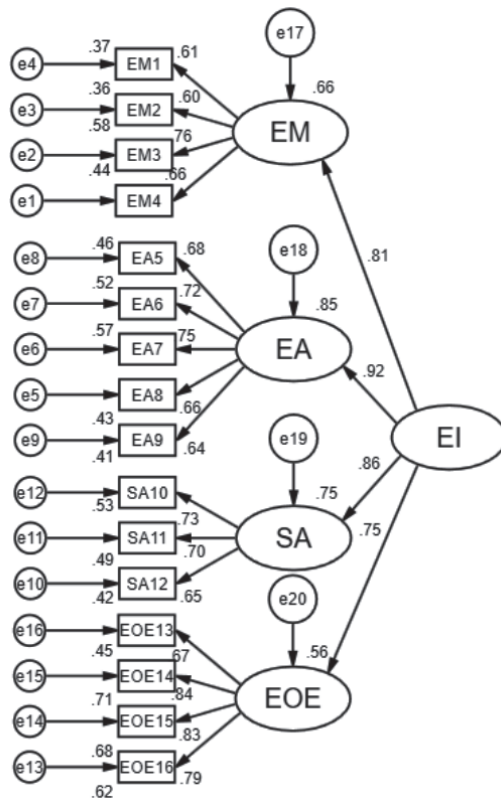 e17
.37 .61 .66
e4 EM1
.36 .60
e3 EM2 EM
.58 .76
e2 EM3
.44 .66
e1 EM4
.81
.46 .68 e18
e8 EA5
.52 .72 .85
e7 EA6
.57 .75
e6 EA7 EA
.92
e5 EA8
.43 .66
e9 EA9
.41 .64
EI
e19
.86
e12 SA10 .75
.53 .73 .75
e11 SA11 SA
.49 .70
e10 SA12
.42 .65
e20
e16 EOE13
.45 .67 .56
e15 EOE14
.71 .84
e14 EOE15 EOE
.68 .83
e13 EOE16
.62 .79